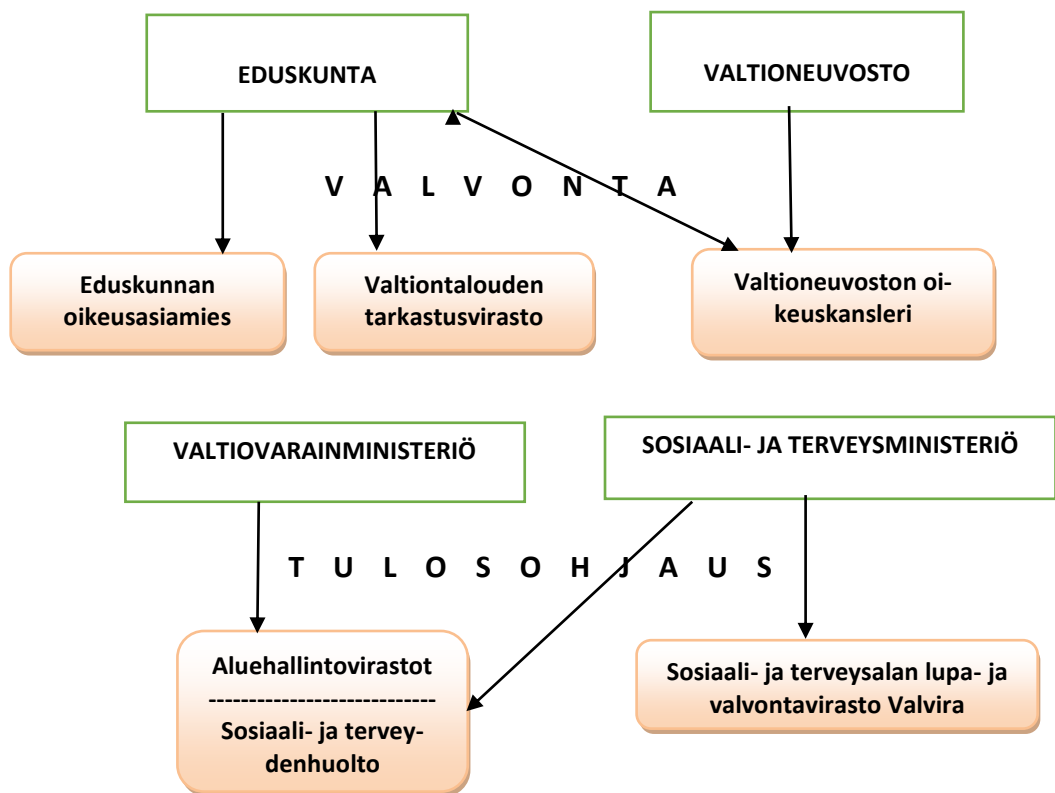 EDUSKUNTA
VALTIONEUVOSTO
V A L V O N T A
Eduskunnan
oikeusasiamies
Valtiontalouden
tarkastusvirasto
Valtioneuvoston oi-
keuskansleri
VALTIOVARAINMINISTERIÖ
SOSIAALI- JA TERVEYSMINISTERIÖ
T U L O S O H J A U S
Aluehallintovirastot
----------------------------
Sosiaali- ja tervey-
denhuolto
Sosiaali- ja terveysalan lupa- ja
valvontavirasto Valvira